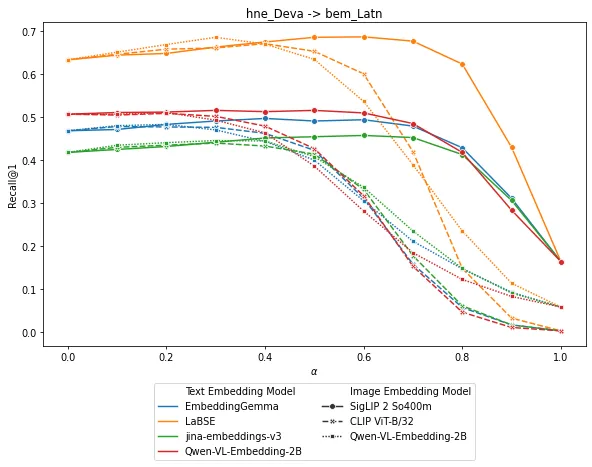 hne_Deva -> bem_Latn
Recall@1
0.7
0.6
0.5
0.4
0.3
0.2
0.1
0.0
0.0 0.2 0.4 0.6 0.8 1.0
α
Text Embedding Model Image Embedding Model
EmbeddingGemma SigLIP 2 So400m
LaBSE CLIP ViT-B/32
jina-embeddings-v3 Qwen-VL-Embedding-2B
Qwen-VL-Embedding-2B